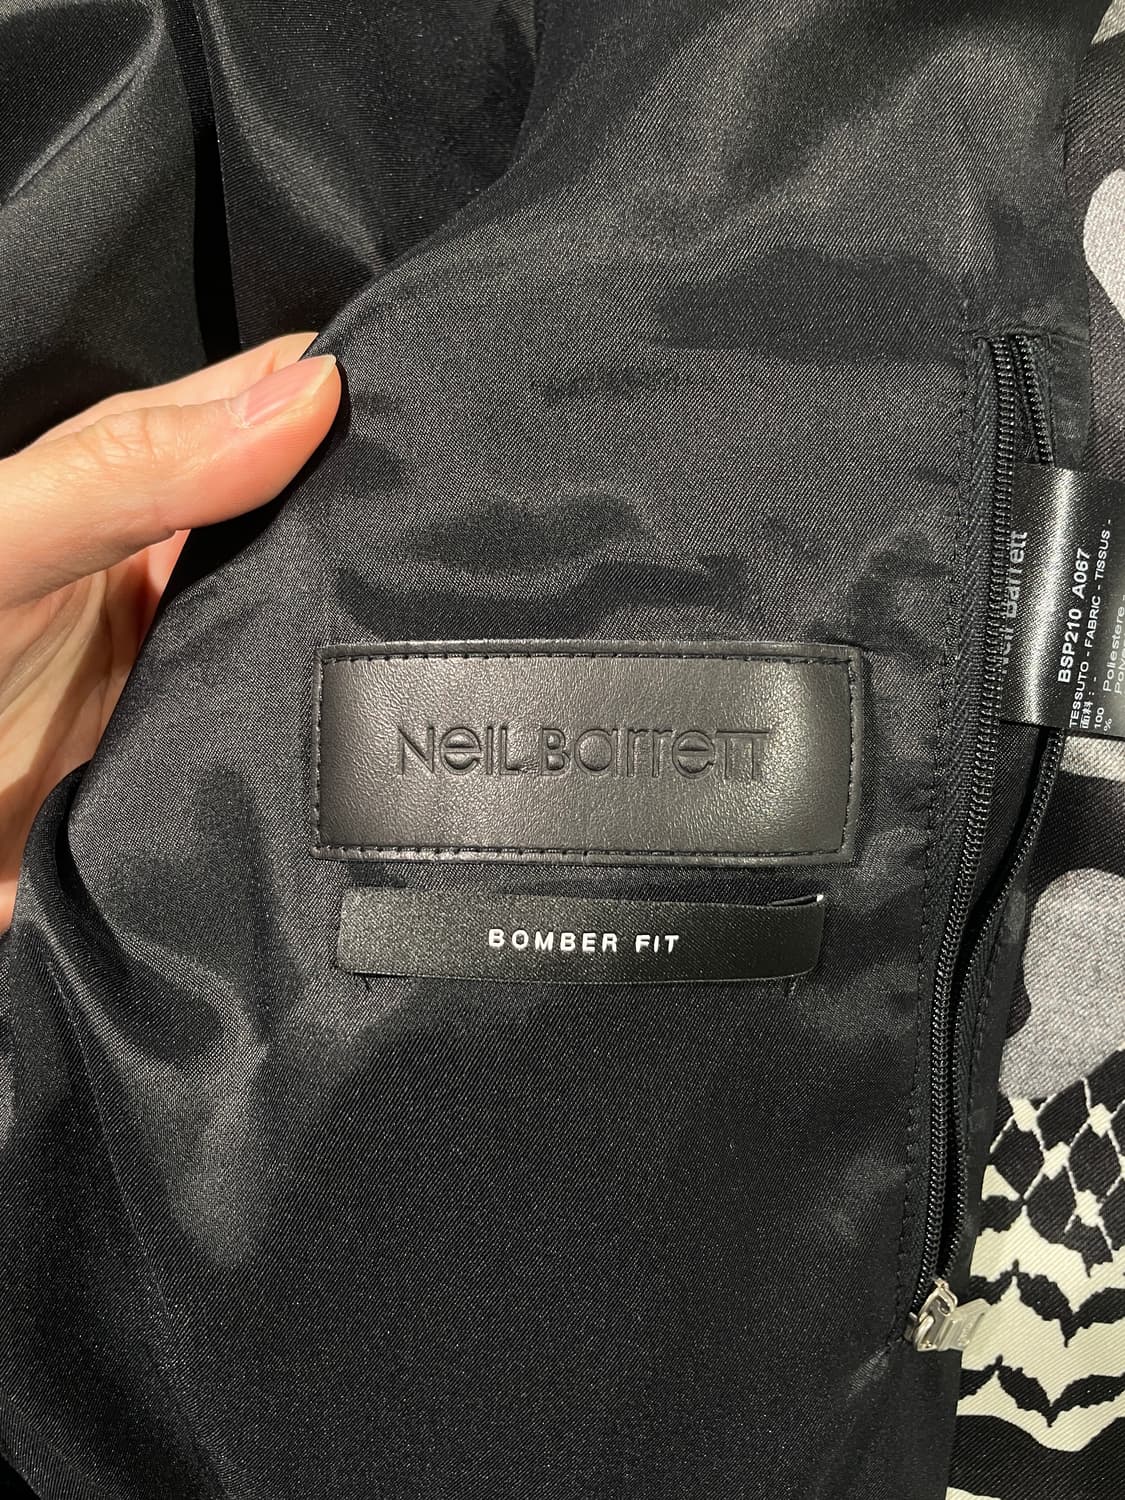 Neil Barrett
BOMBER FIT
Neil Barrett
BSP210 A067
TESSUTO - FABRIC - TISSUS -
面料 : -
100 Poliestere -
%